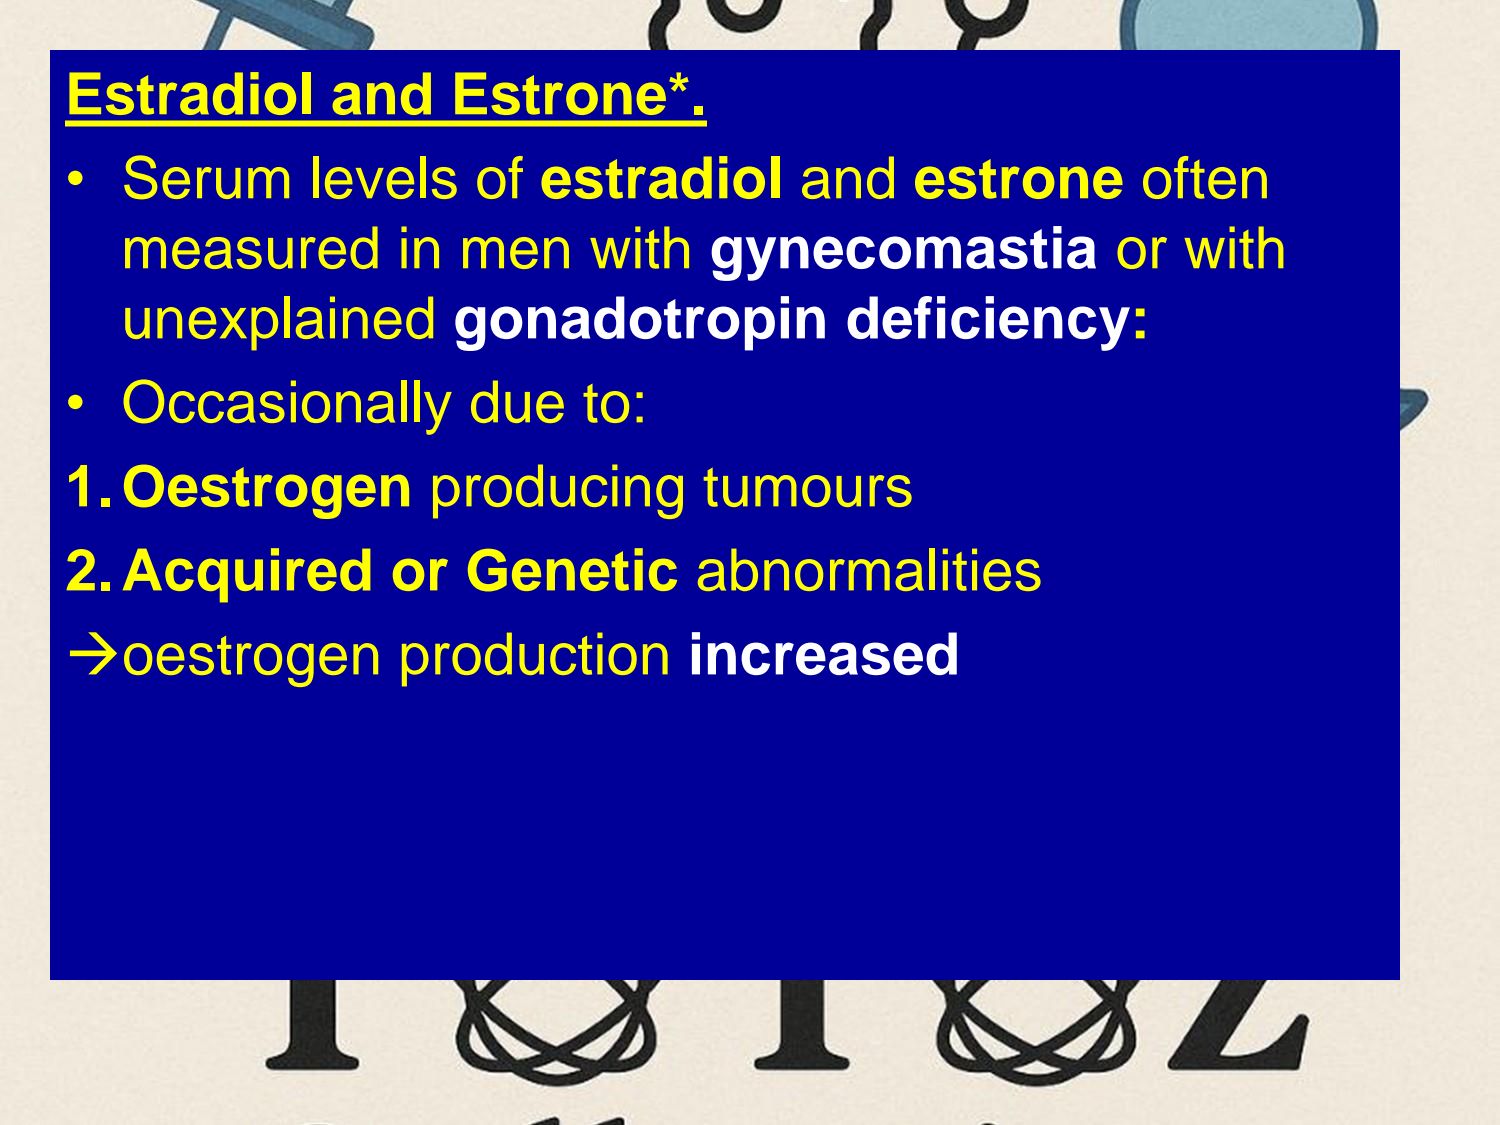 Estradiol and Estrone*.
• Serum levels of estradiol and estrone often
measured in men with gynecomastia or with
unexplained gonadotropin deficiency:
• Occasionally due to:
1. Oestrogen producing tumours
2. Acquired or Genetic abnormalities
→oestrogen production increased